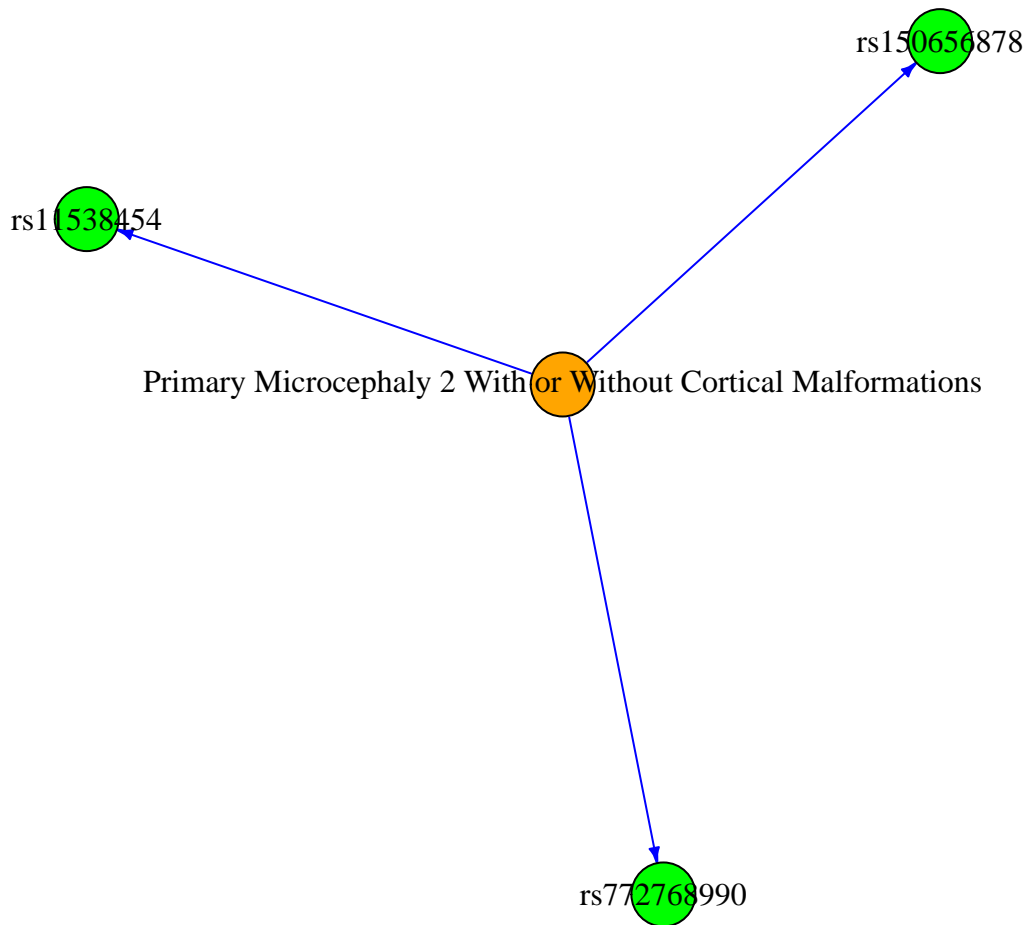 rs150656878
rs11538454
Primary Microcephaly 2 With or Without Cortical Malformations
rs772768990